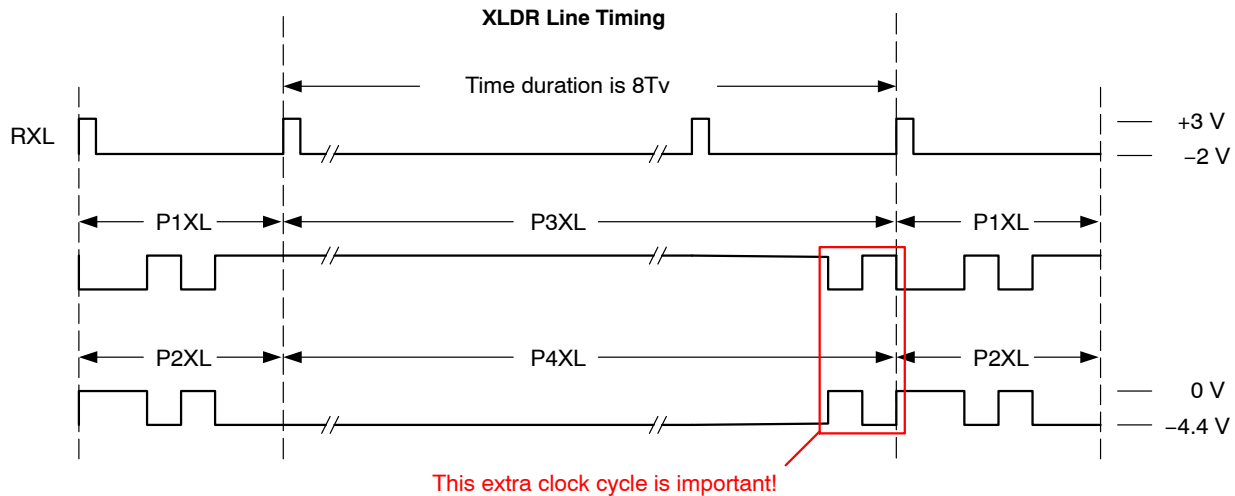 XLDR Line Timing
Time duration is 8Tv
RXL
+3 V
−2 V
P1XL
P3XL
P1XL
P2XL
P4XL
P2XL
0 V
−4.4 V
This extra clock cycle is important!